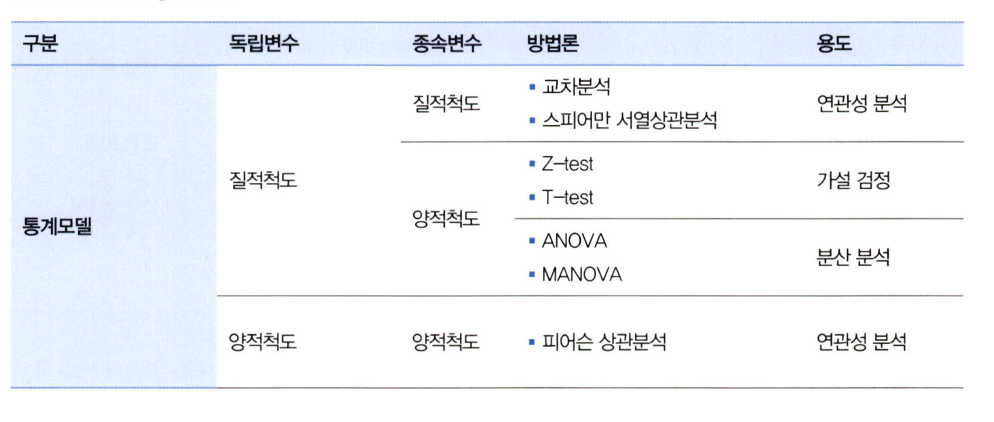 구분 독립변수 종속변수 방법론 용도
통계모델
질적척도
질적척도
▪ 교차분석
▪ 스피어만 서열상관분석
연관성 분석
양적척도
▪ Z-test
▪ T-test
가설 검정
▪ ANOVA
▪ MANOVA
분산 분석
양적척도 양적척도 ▪ 피어슨 상관분석 연관성 분석